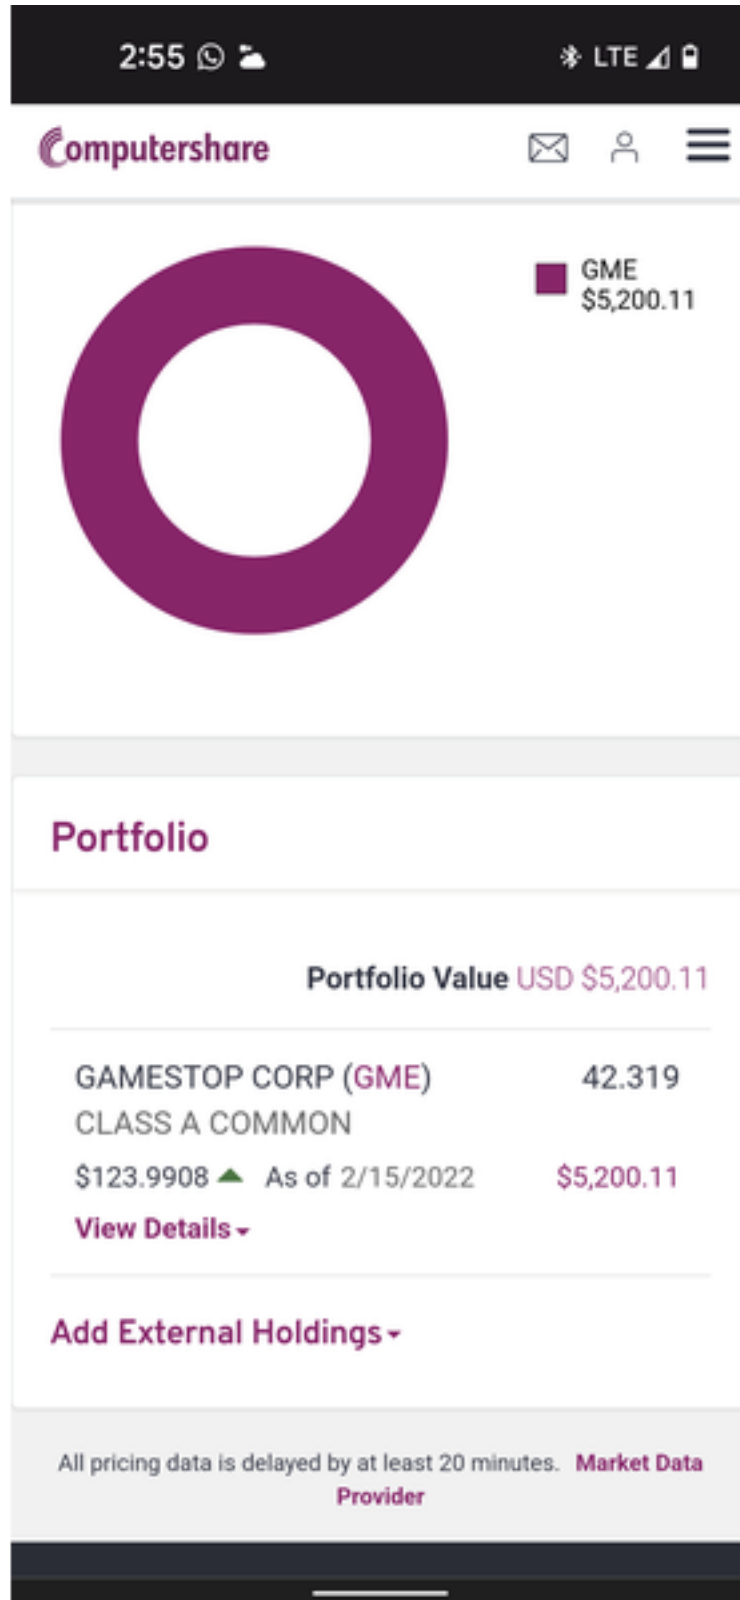 2:55 LTE
Computershare
GME
$5,200.11
Portfolio
Portfolio Value USD $5,200.11
GAMESTOP CORP (GME) 42.319
CLASS A COMMON
$123.9908 As of 2/15/2022 $5,200.11
View Details
Add External Holdings
All pricing data is delayed by at least 20 minutes. Market Data
Provider